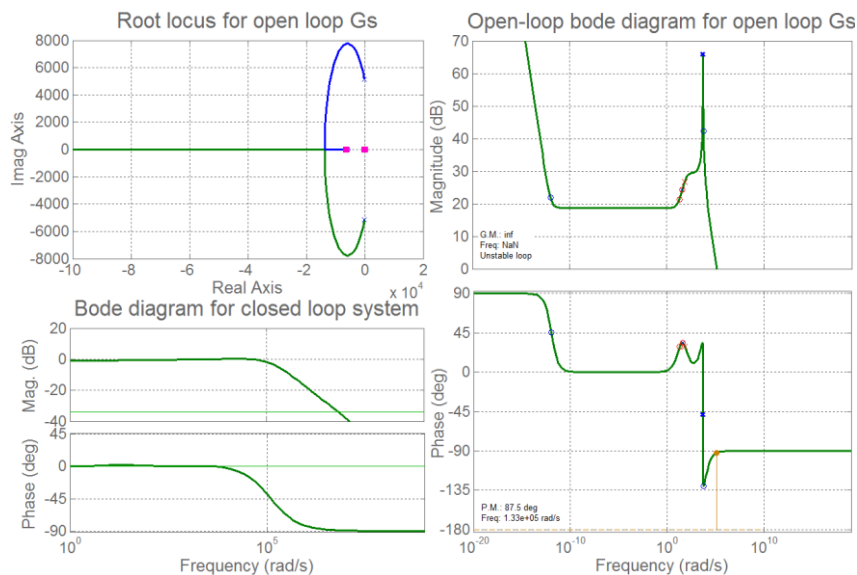 Root locus for open loop Gs
8000
6000
4000
2000
0
-2000
-4000
-6000
-8000
Imag Axis
-10
-8
-6
-4
-2
0
2
Real Axis
x 10^4
Bode diagram for closed loop system
20
0
-20
-40
Mag. (dB)
45
0
-45
-90
Phase (deg)
10^0
10^5
Frequency (rad/s)
Open-loop bode diagram for open loop Gs
70
60
50
40
30
20
10
0
Magnitude (dB)
G.M.: inf
Freq: NaN
Unstable loop
90
45
0
-45
-90
-135
-180
Phase (deg)
P.M.: 87.5 deg
Freq: 1.33e+05 rad/s
10^-20
10^-10
10^0
10^10
Frequency (rad/s)